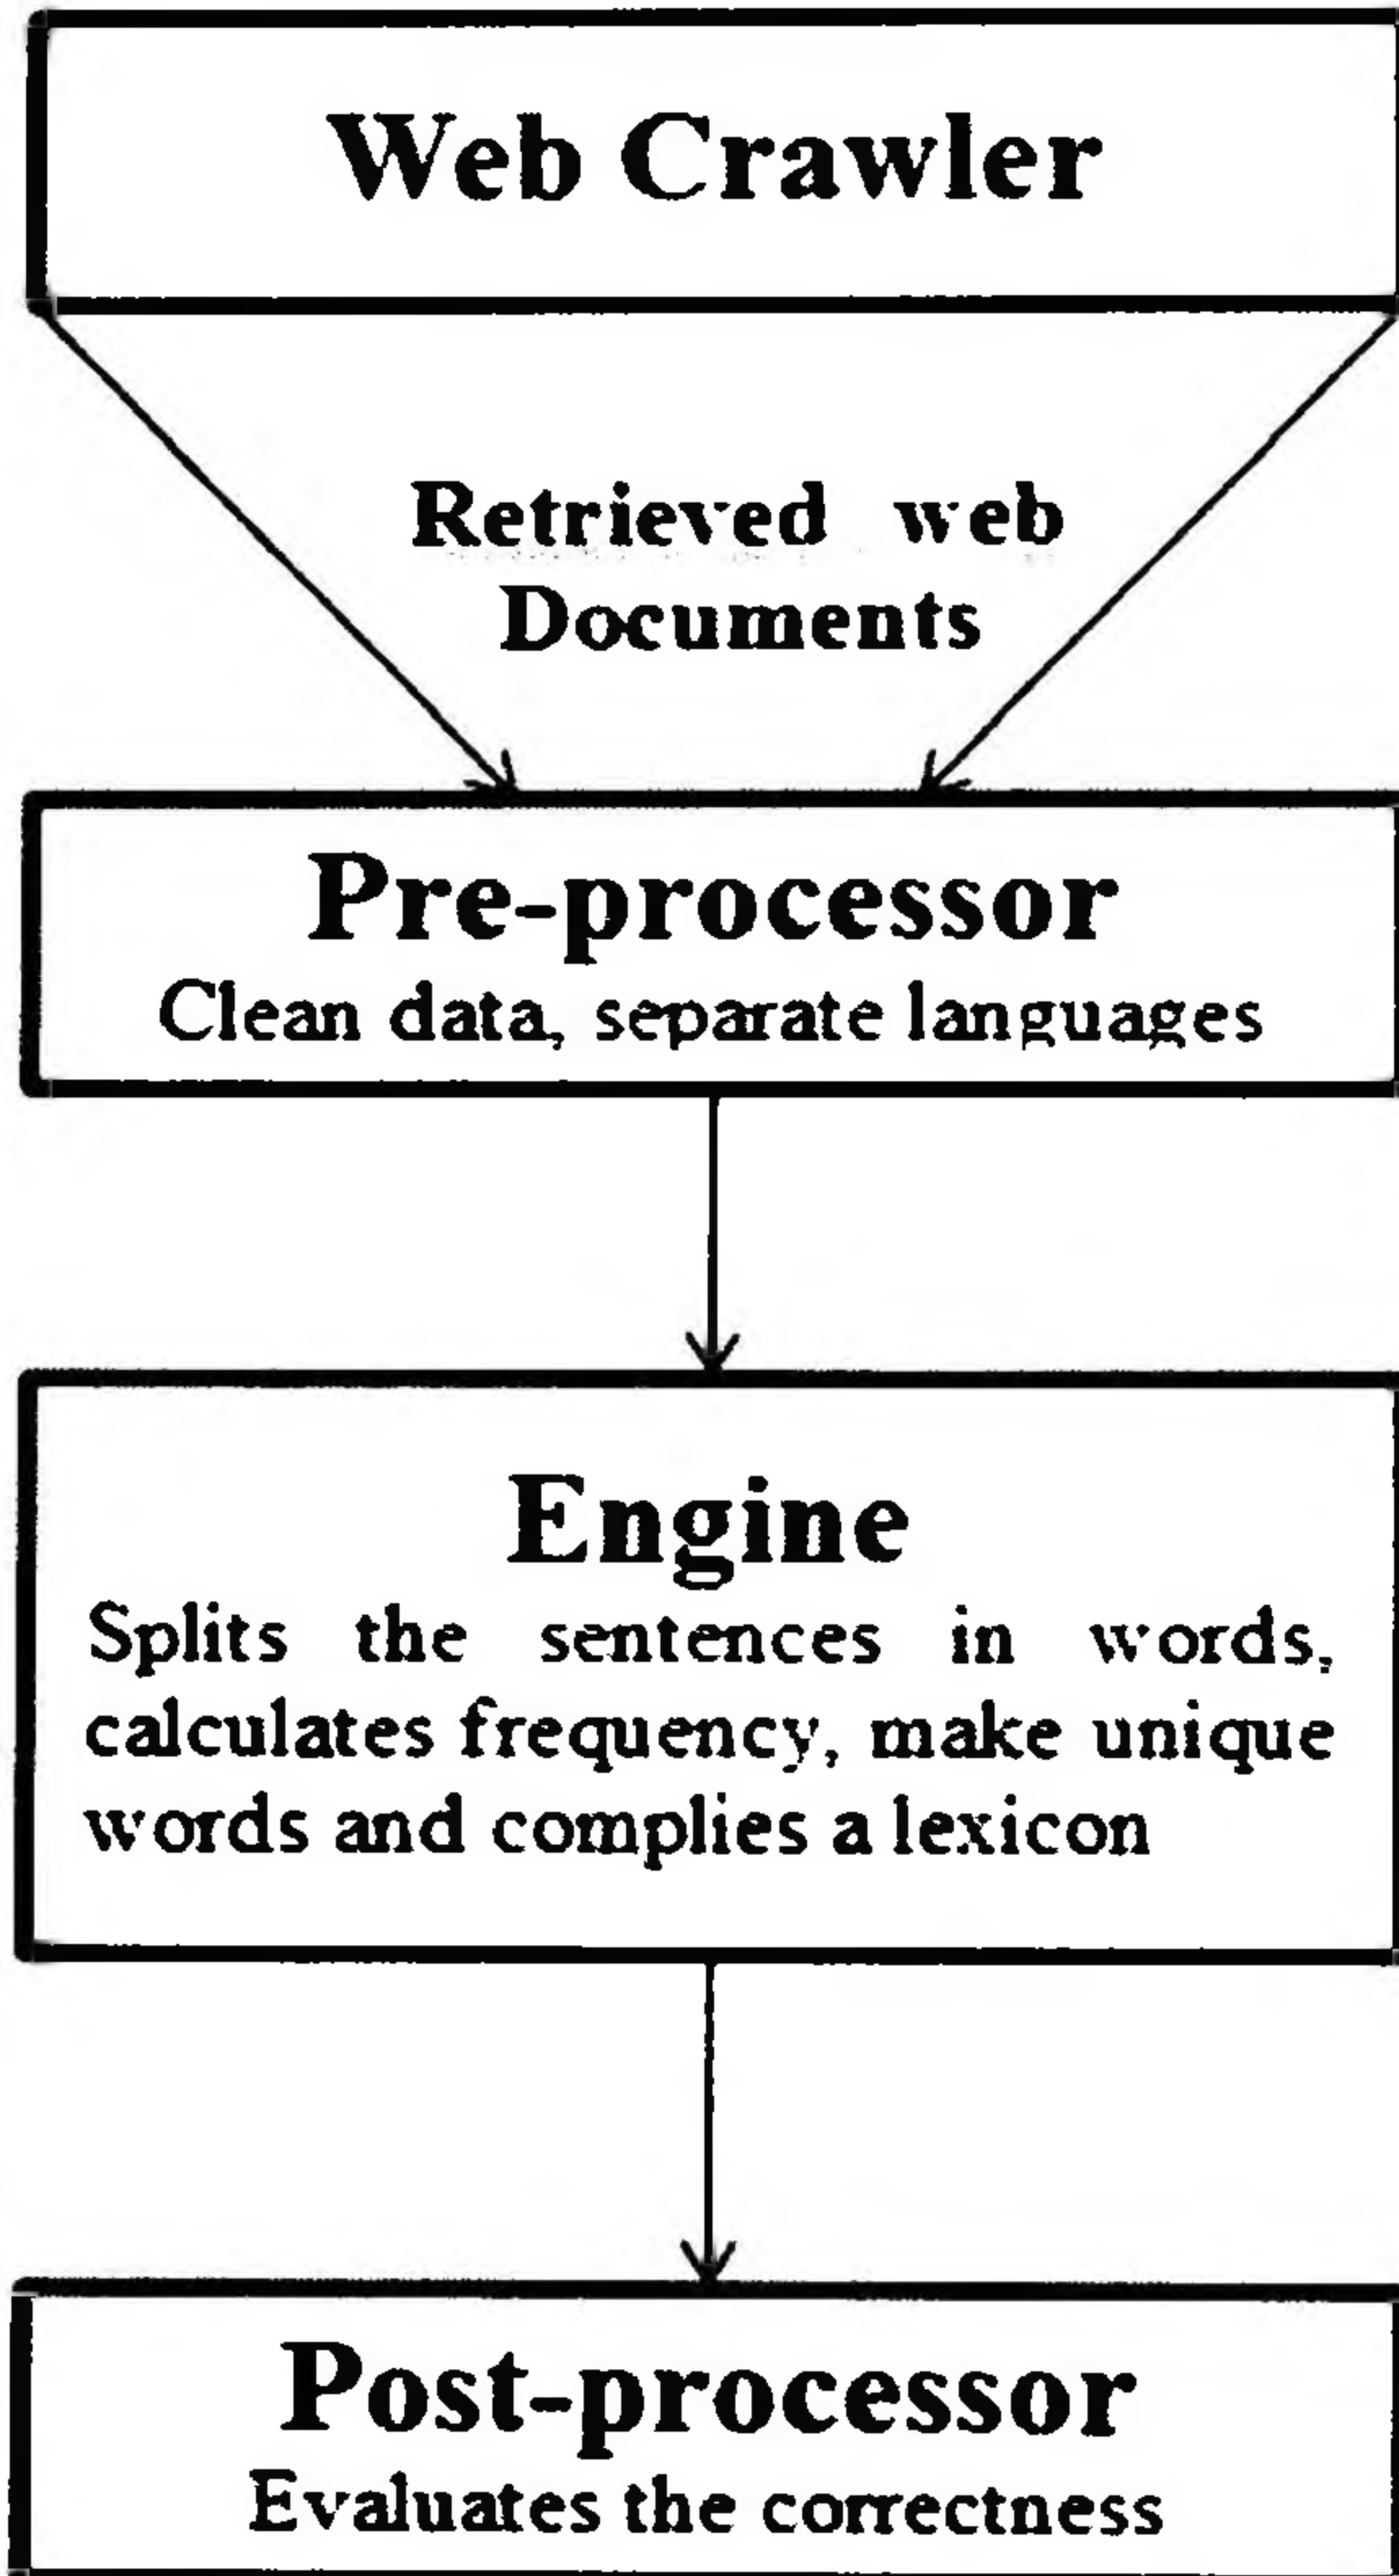 Web Crawler
Retrieved web
Documents
Pre-processor
Clean data, separate languages
Engine
Splits the sentences in words,
calculates frequency, make unique
words and complies a lexicon
Post-processor
Evaluates the correctness